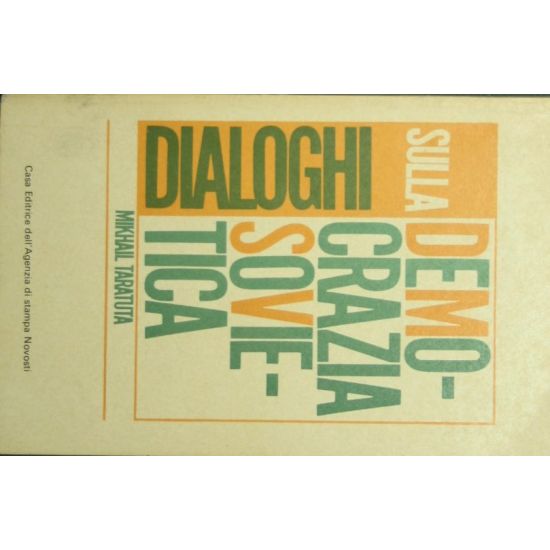 DIALOGHI
SULLA
DEMO-
CRAZIA
SOVIE-
TICA
MIKHAIL TARATUTA
Casa Editrice dell'Agenzia di stampa Novosti